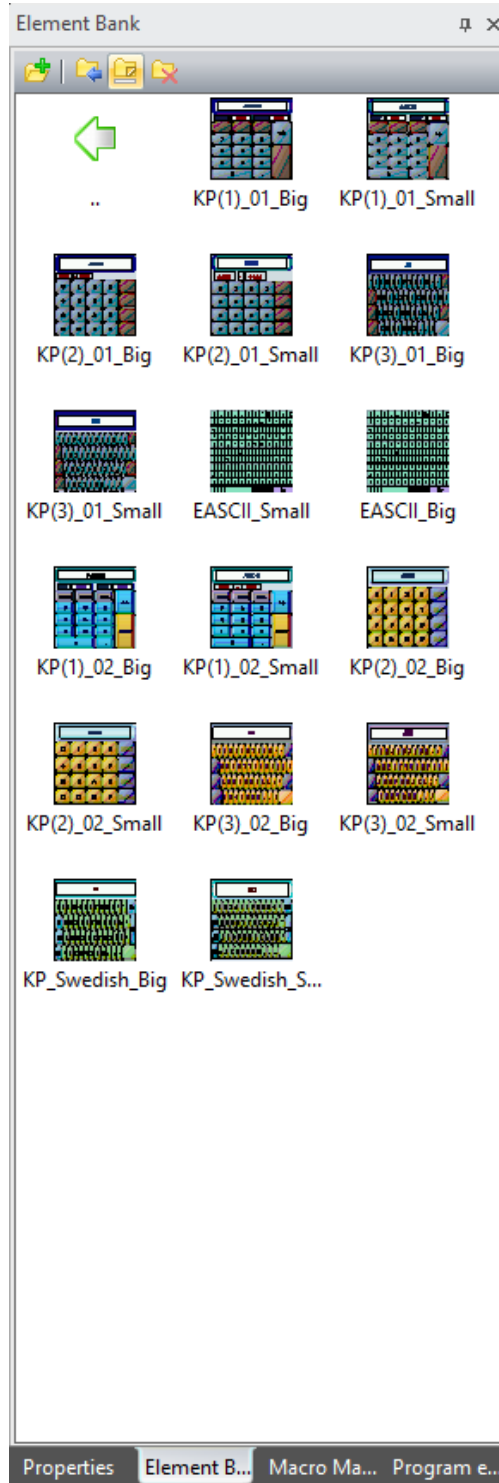 Element Bank
..
KP(1)_01_Big
KP(1)_01_Small
KP(2)_01_Big
KP(2)_01_Small
KP(3)_01_Big
KP(3)_01_Small
EASCII_Small
EASCII_Big
KP(1)_02_Big
KP(1)_02_Small
KP(2)_02_Big
KP(2)_02_Small
KP(3)_02_Big
KP(3)_02_Small
KP_Swedish_Big
KP_Swedish_S...
Properties
Element B...
Macro Ma...
Program e..